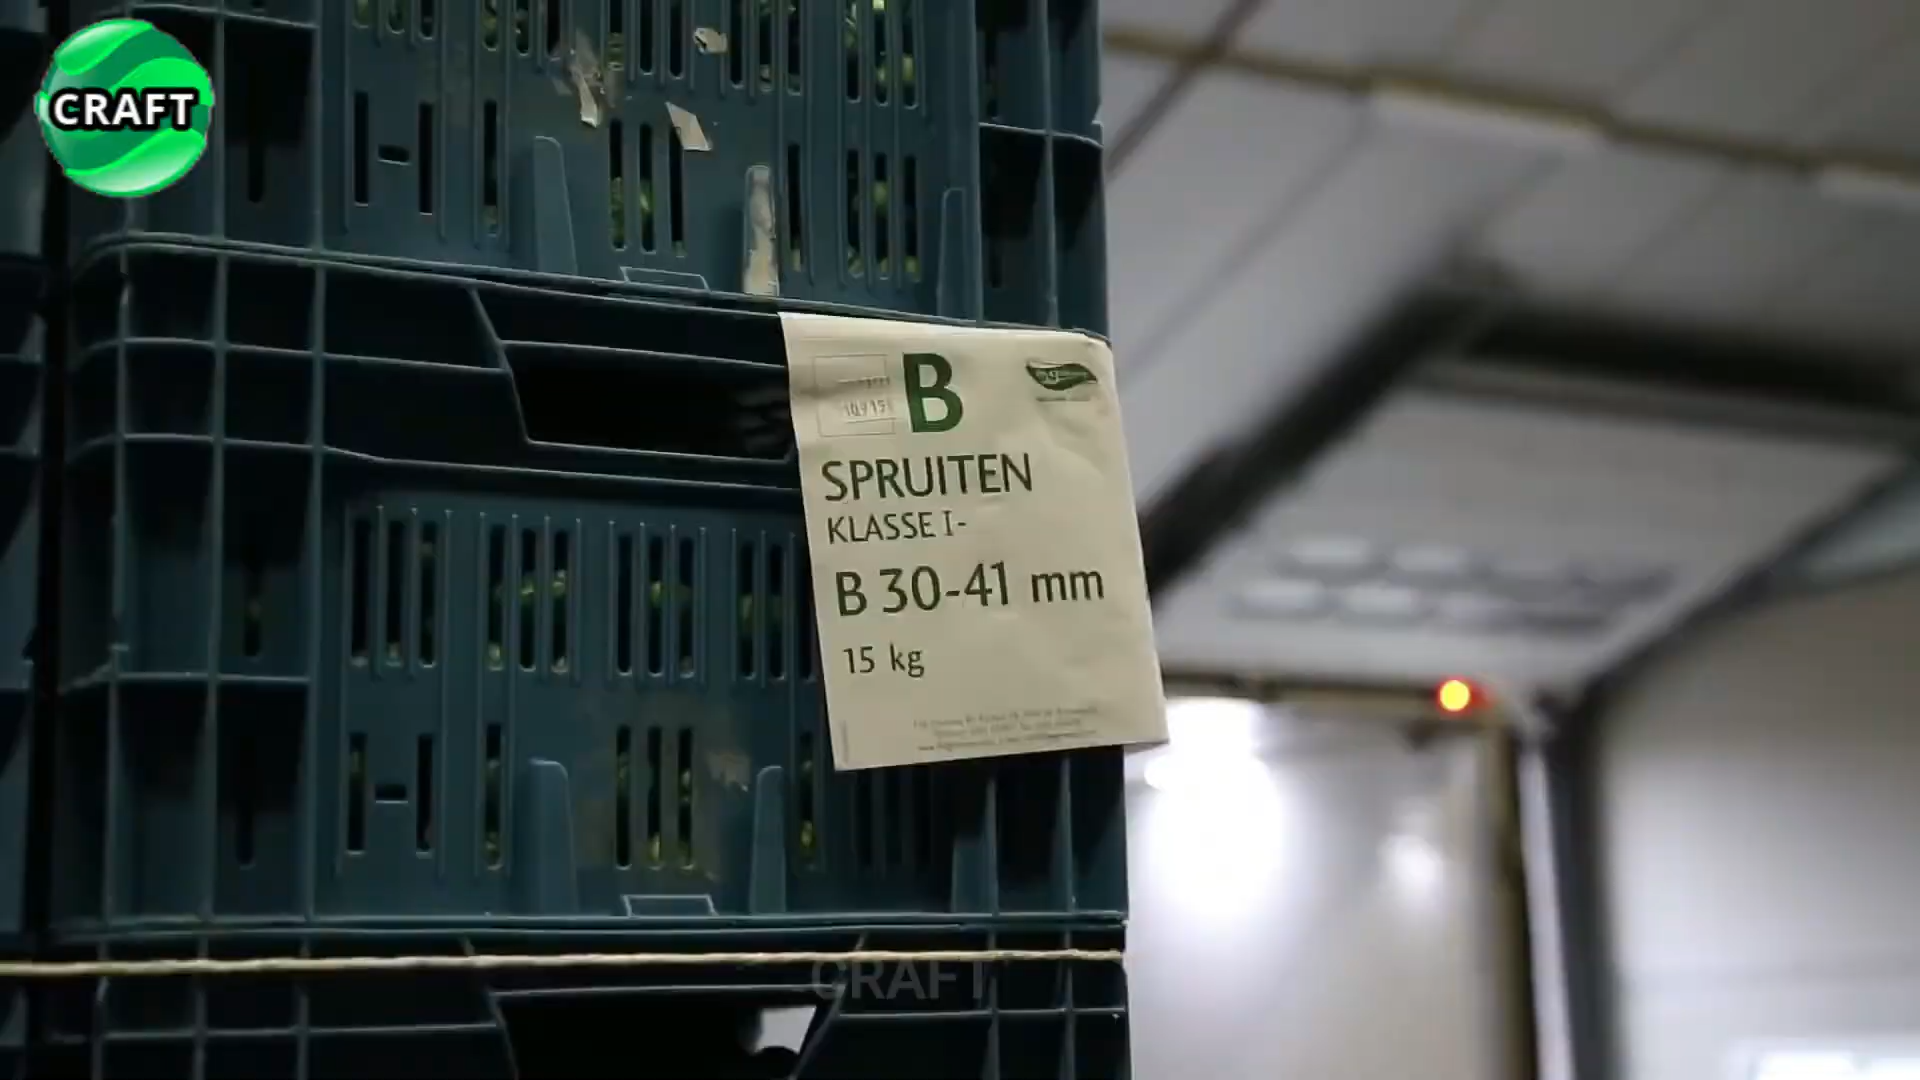 CRAFT
B
SPRUITEN
KLASSE I-
B 30-41 mm
15 kg
CRAFT